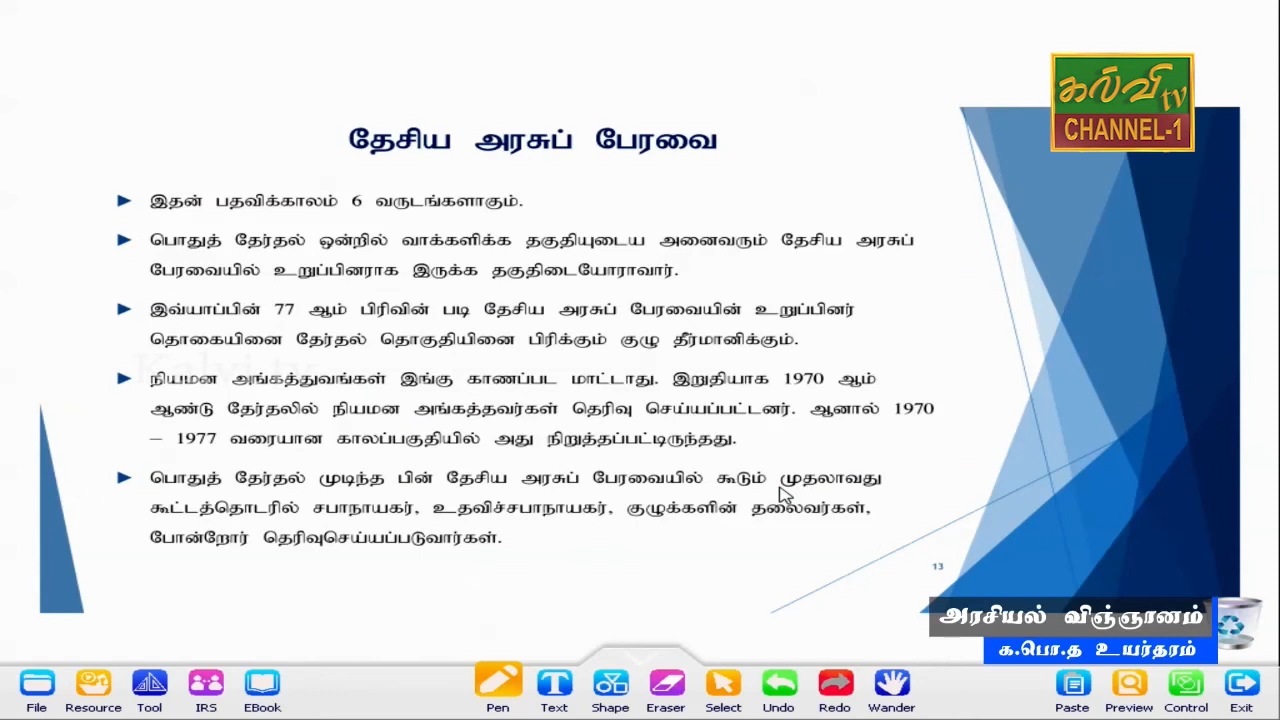 கல்வி tv
CHANNEL-1
தேசிய அரசுப் பேரவை
இதன் பதவிக்காலம் 6 வருடங்களாகும்.
பொதுத் தேர்தல் ஒன்றில் வாக்களிக்க தகுதியுடைய அனைவரும் தேசிய அரசுப்
பேரவையில் உறுப்பினராக இருக்க தகுதிடையோராவார்.
இவ்யாப்பின் 77 ஆம் பிரிவின் படி தேசிய அரசுப் பேரவையின் உறுப்பினர்
தொகையினை தேர்தல் தொகுதியினை பிரிக்கும் குழு தீர்மானிக்கும்.
Kalvi tv
நியமன அங்கத்துவங்கள் இங்கு காணப்பட மாட்டாது. இறுதியாக 1970 ஆம்
ஆண்டு தேர்தலில் நியமன அங்கத்தவர்கள் தெரிவு செய்யப்பட்டனர். ஆனால் 1970
– 1977 வரையான காலப்பகுதியில் அது நிறுத்தப்பட்டிருந்தது.
பொதுத் தேர்தல் முடிந்த பின் தேசிய அரசுப் பேரவையில் கூடும் முதலாவது
கூட்டத்தொடரில் சபாநாயகர், உதவிச்சபாநாயகர், குழுக்களின் தலைவர்கள்,
போன்றோர் தெரிவுசெய்யப்படுவார்கள்.
13
அரசியல் விஞ்ஞானம்
க.பொ.த உயர்தரம்
File Resource Tool IRS EBook Pen Text Shape Eraser Select Undo Redo Wander Paste Preview Control Exit